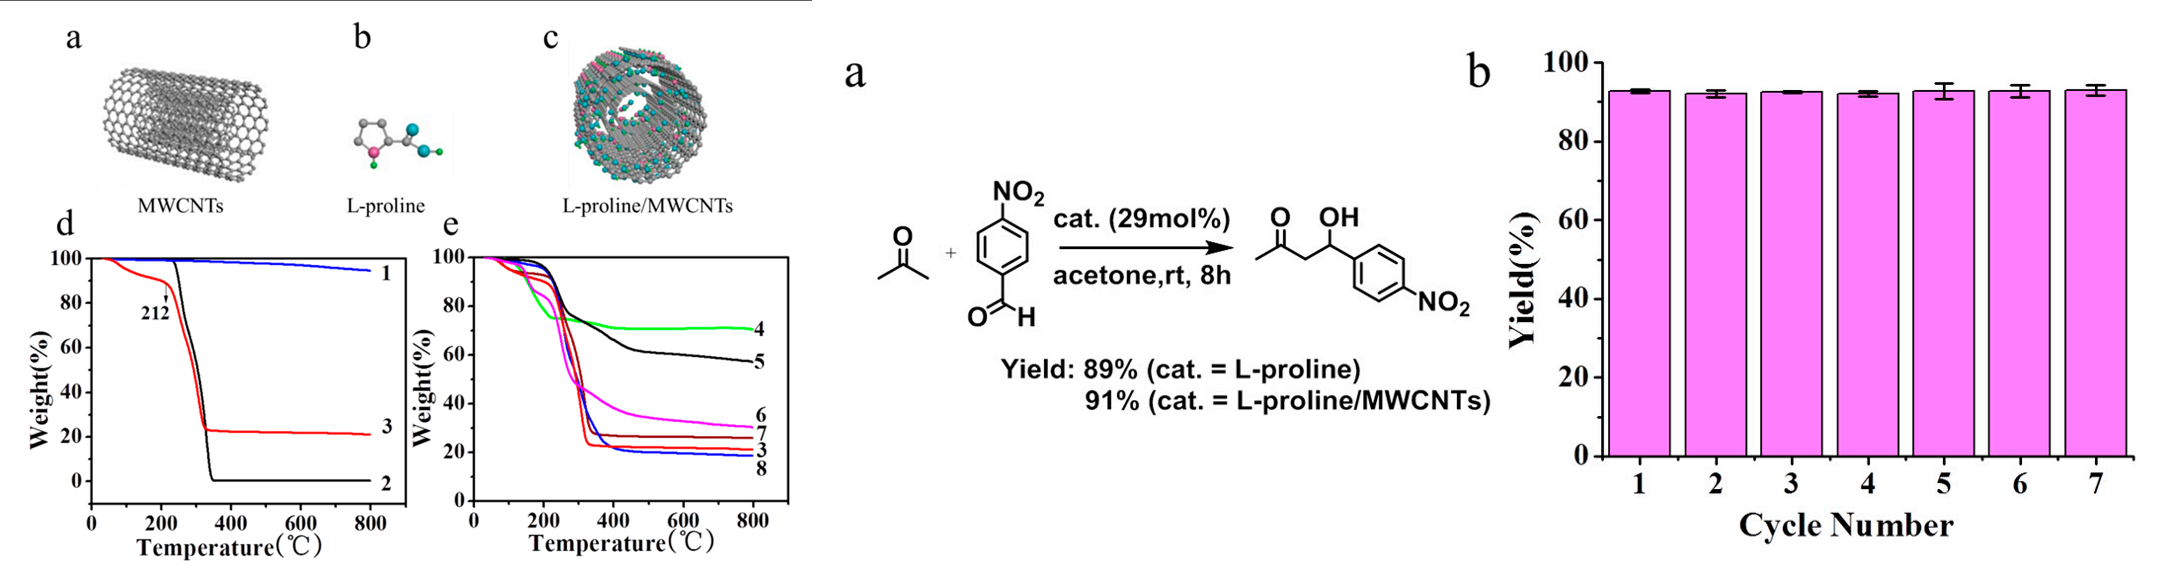 a
b
c
MWCNTs
L-proline
L-proline/MWCNTs
d
100
80
60
40
20
0
Weight(%)
212
1
3
2
0 200 400 600 800
Temperature(℃)
e
100
80
60
40
20
0
Weight(%)
4
5
6
7
3
8
0 200 400 600 800
Temperature(℃)
a
O
+
NO2
O H
cat. (29mol%)
acetone,rt, 8h
O OH
NO2
Yield: 89% (cat. = L-proline)
91% (cat. = L-proline/MWCNTs)
b
100
80
60
40
20
0
Yield(%)
1 2 3 4 5 6 7
Cycle Number